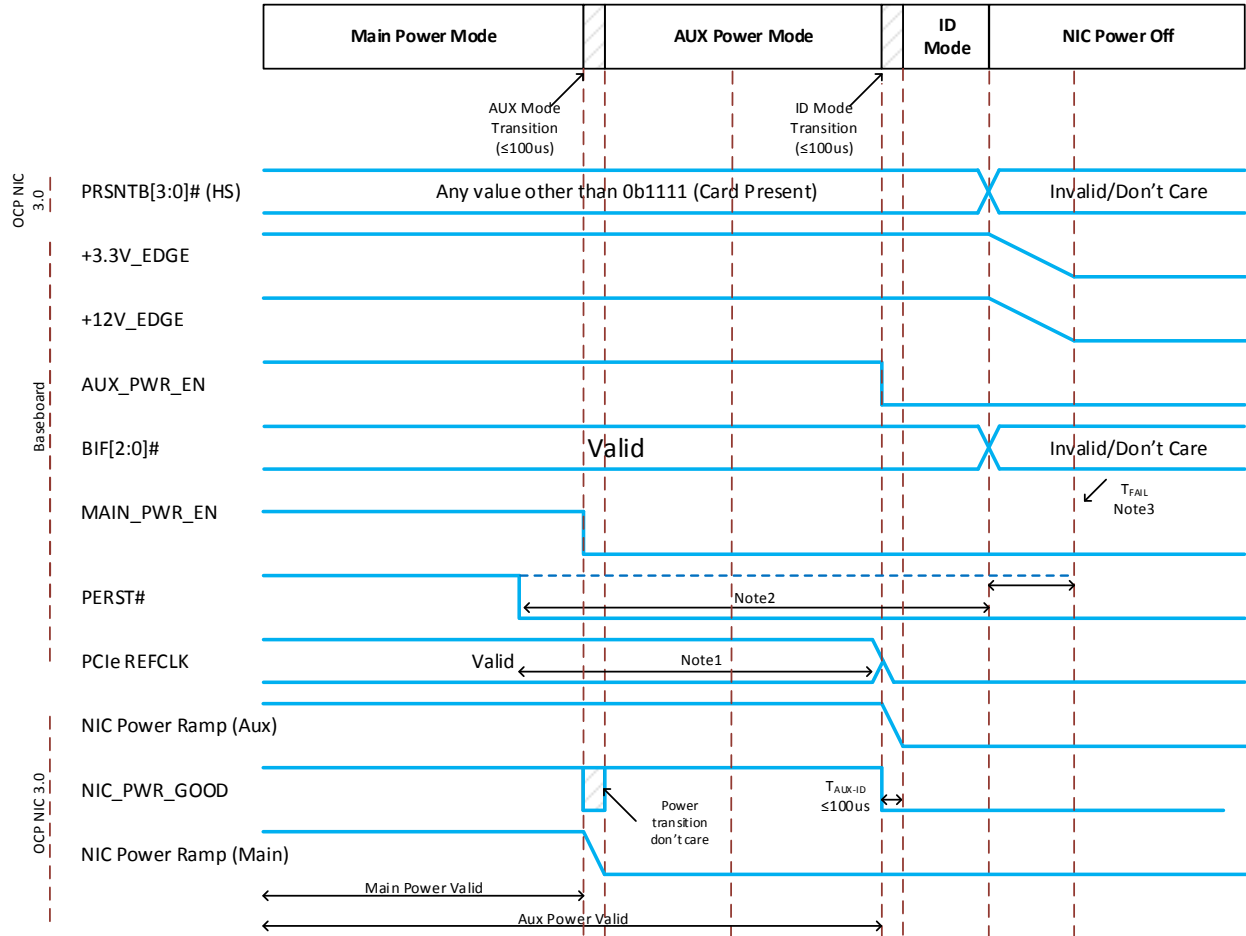 Main Power Mode
AUX Power Mode
ID
Mode
NIC Power Off
AUX Mode
Transition
(≤100us)
ID Mode
Transition
(≤100us)
OCP NIC
3.0
PRSNTB[3:0]# (HS)
Any value other than 0b1111 (Card Present)
Invalid/Don't Care
+3.3V_EDGE
+12V_EDGE
AUX_PWR_EN
Baseboard
BIF[2:0]#
Valid
Invalid/Don't Care
TFAIL
Note3
MAIN_PWR_EN
PERST#
Note2
PCIe REFCLK
Valid
Note1
NIC Power Ramp (Aux)
OCP NIC 3.0
NIC_PWR_GOOD
Power
transition
don't care
TAUX-ID
≤100us
NIC Power Ramp (Main)
Main Power Valid
Aux Power Valid